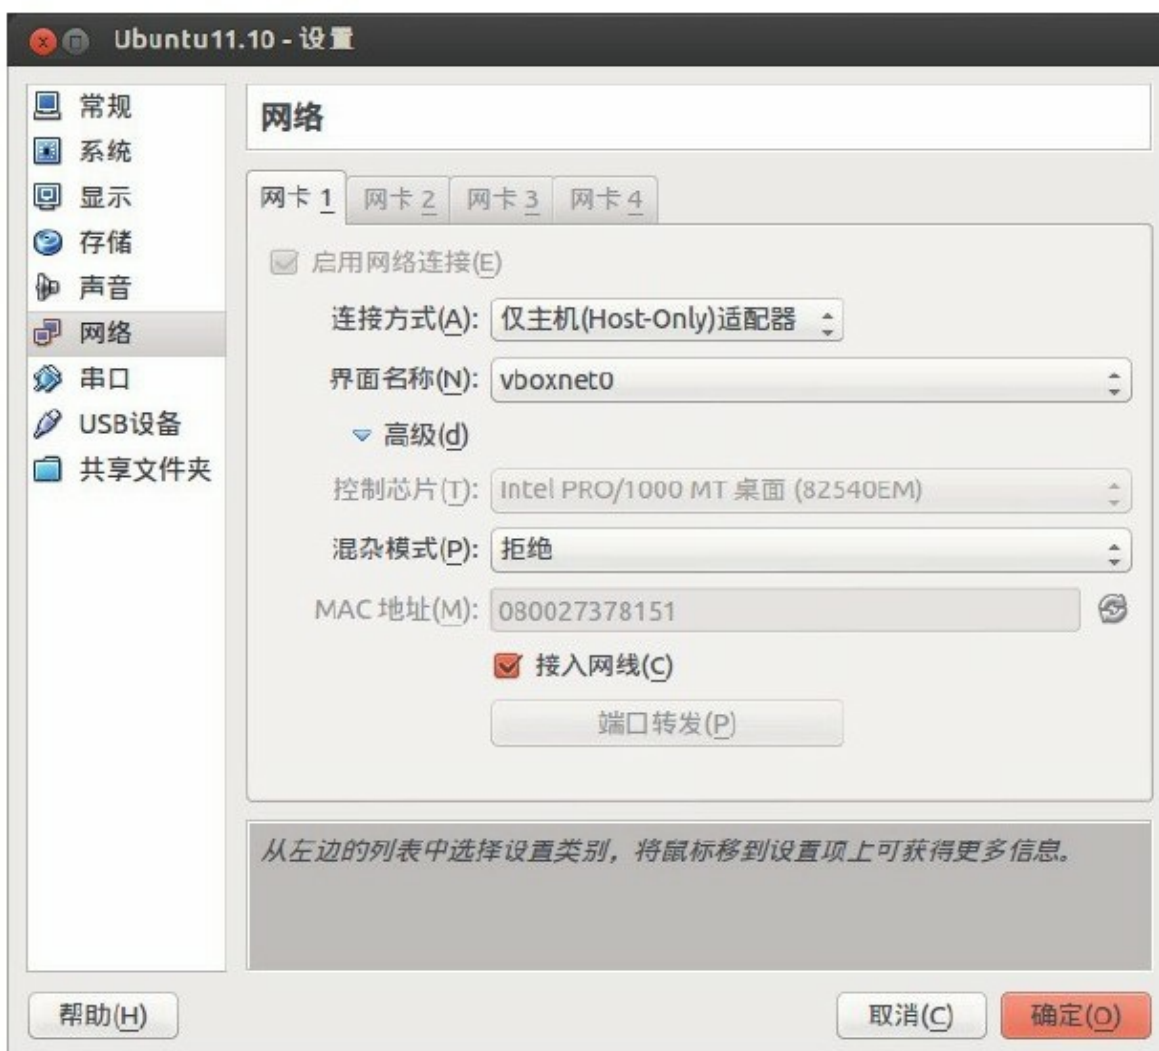 Ubuntu11.10 - 设置
常规
系统
显示
存储
声音
网络
串口
USB设备
共享文件夹
网络
网卡 1 网卡 2 网卡 3 网卡 4
启用网络连接(E)
连接方式(A): 仅主机(Host-Only)适配器
界面名称(N): vboxnet0
高级(d)
控制芯片(T): Intel PRO/1000 MT 桌面 (82540EM)
混杂模式(P): 拒绝
MAC 地址(M): 080027378151
接入网线(C)
端口转发(P)
从左边的列表中选择设置类别，将鼠标移到设置项上可获得更多信息。
帮助(H) 取消(C) 确定(O)